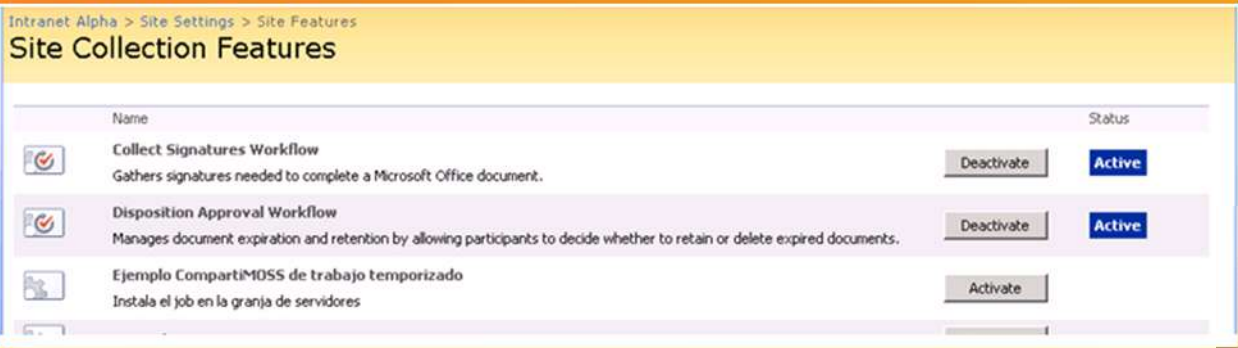 Intranet Alpha > Site Settings > Site Features
Site Collection Features
Name Status
Collect Signatures Workflow
Gathers signatures needed to complete a Microsoft Office document.
Deactivate Active
Disposition Approval Workflow
Manages document expiration and retention by allowing participants to decide whether to retain or delete expired documents.
Deactivate Active
Ejemplo CompartiMOSS de trabajo temporizado
Instala el job en la granja de servidores
Activate